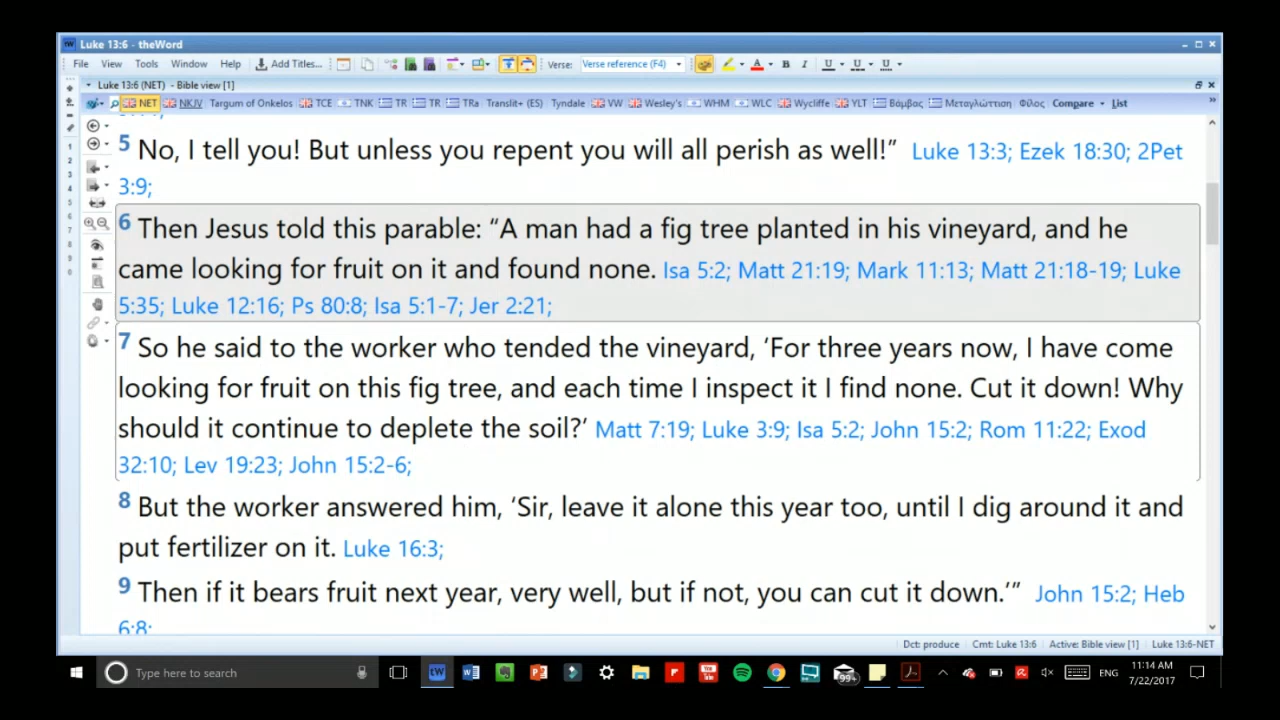 Luke 13:6 - theWord
File View Tools Window Help Add Titles... Verse: Verse reference (F4) B I U U U
Luke 13:6 (NET) - Bible view [1]
NET NKJV Targum of Onkelos TCE TNK TR TR TRa Translit+ (ES) Tyndale VW Wesley's WHM WLC Wycliffe YLT Βάμβας Μεταγλώττιση Φίλος Compare List
5 No, I tell you! But unless you repent you will all perish as well!” Luke 13:3; Ezek 18:30; 2Pet
3:9;
6 Then Jesus told this parable: “A man had a fig tree planted in his vineyard, and he
came looking for fruit on it and found none. Isa 5:2; Matt 21:19; Mark 11:13; Matt 21:18-19; Luke
5:35; Luke 12:16; Ps 80:8; Isa 5:1-7; Jer 2:21;
7 So he said to the worker who tended the vineyard, ‘For three years now, I have come
looking for fruit on this fig tree, and each time I inspect it I find none. Cut it down! Why
should it continue to deplete the soil?’ Matt 7:19; Luke 3:9; Isa 5:2; John 15:2; Rom 11:22; Exod
32:10; Lev 19:23; John 15:2-6;
8 But the worker answered him, ‘Sir, leave it alone this year too, until I dig around it and
put fertilizer on it. Luke 16:3;
9 Then if it bears fruit next year, very well, but if not, you can cut it down.’” John 15:2; Heb
6:8;
Dct: produce Cmt: Luke 13:6 Active: Bible view [1] Luke 13:6-NET
Type here to search 99+ ENG 11:14 AM
7/22/2017